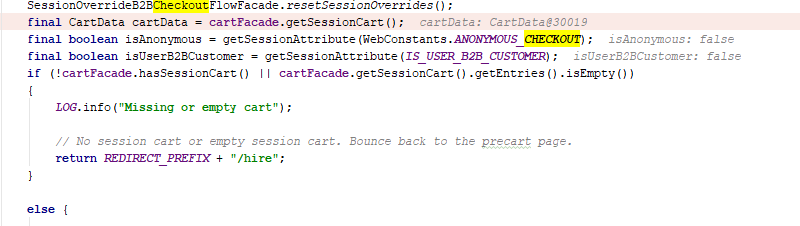 SessionOverrideB2BCheckoutFlowFacade.resetSessionOverrides();
final CartData cartData = cartFacade.getSessionCart();  cartData: CartData@30019
final boolean isAnonymous = getSessionAttribute(WebConstants.ANONYMOUS_CHECKOUT);  isAnonymous: false
final boolean isUserB2BCustomer = getSessionAttribute(IS_USER_B2B_CUSTOMER);  isUserB2BCustomer: false
if (!cartFacade.hasSessionCart() || cartFacade.getSessionCart().getEntries().isEmpty())
{
    LOG.info("Missing or empty cart");
    // No session cart or empty session cart. Bounce back to the precart page.
    return REDIRECT_PREFIX + "/hire";
}
else {